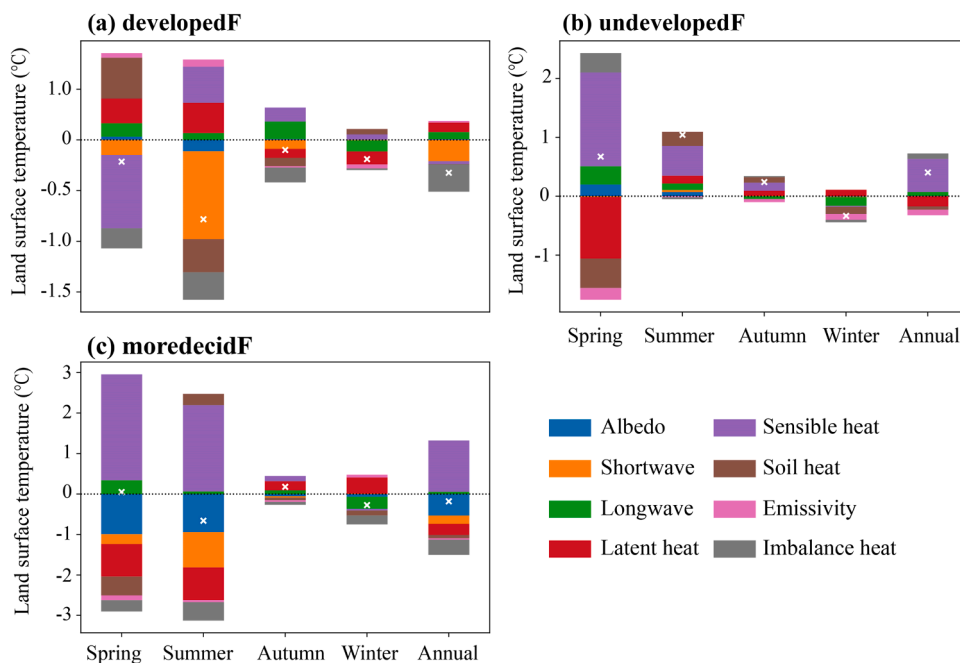 (a) developedF
Land surface temperature (℃)
1.0
0
-0.5
-1.0
-1.5
(b) undevelopedF
Land surface temperature (℃)
2
1
0
-1
Spring
Summer
Autumn
Winter
Annual
(c) moredecidF
Land surface temperature (℃)
3
2
1
0
-1
-2
-3
Spring
Summer
Autumn
Winter
Annual
Albedo
Sensible heat
Shortwave
Soil heat
Longwave
Emissivity
Latent heat
Imbalance heat